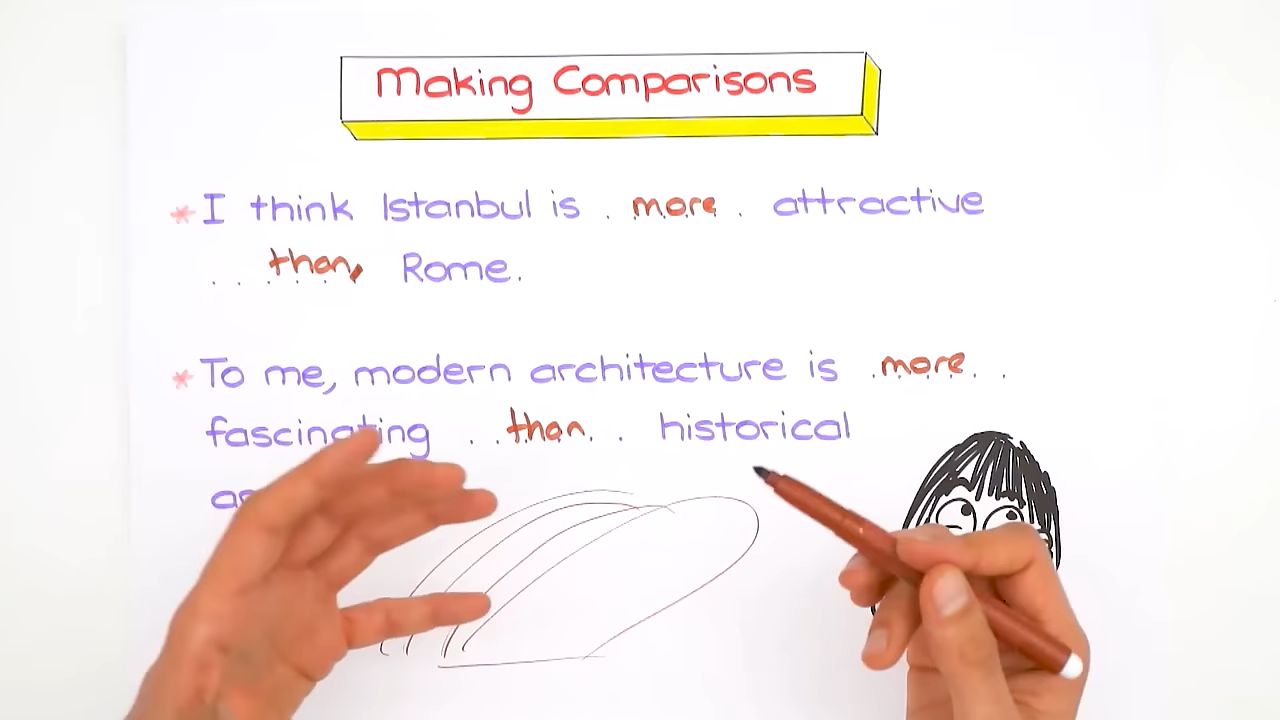 Making Comparisons
* I think Istanbul is . more . attractive
. . than, Rome.
* To me, modern architecture is .more. .
fascinating . . than. . historical